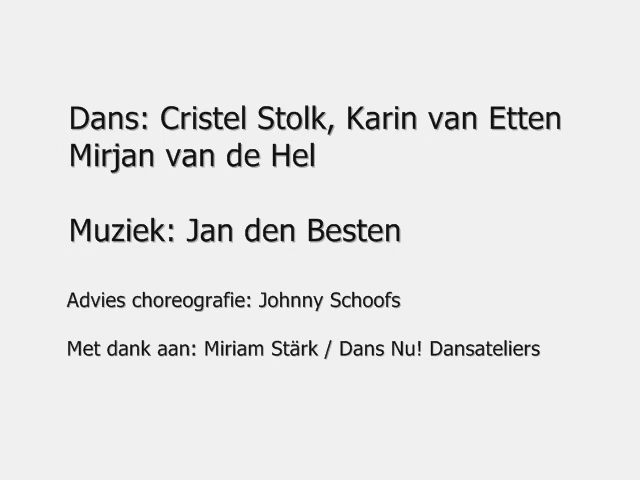 Dans: Cristel Stolk, Karin van Etten
Mirjan van de Hel
Muziek: Jan den Besten
Advies choreografie: Johnny Schoofs
Met dank aan: Miriam Stärk / Dans Nu! Dansateliers